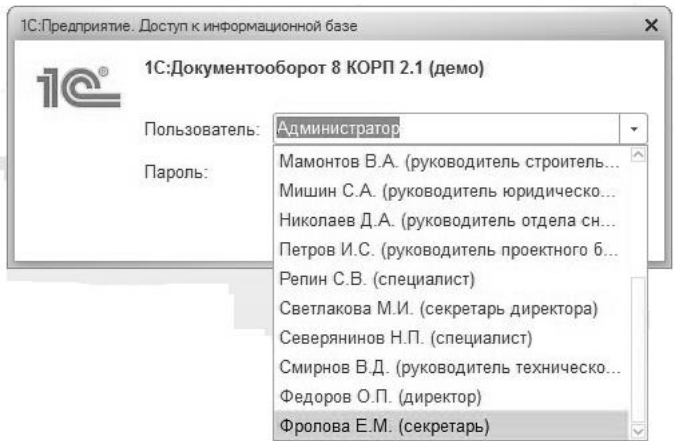 1С:Предприятие. Доступ к информационной базе
1С
1С:Документооборот 8 КОРП 2.1 (демо)
Пользователь: Администратор
Пароль:
Мамонтов В.А. (руководитель строитель...
Мишин С.А. (руководитель юридическо...
Николаев Д.А. (руководитель отдела сн...
Петров И.С. (руководитель проектного б...
Репин С.В. (специалист)
Светлакова М.И. (секретарь директора)
Северянинов Н.П. (специалист)
Смирнов В.Д. (руководитель техническо...
Федоров О.П. (директор)
Фролова Е.М. (секретарь)